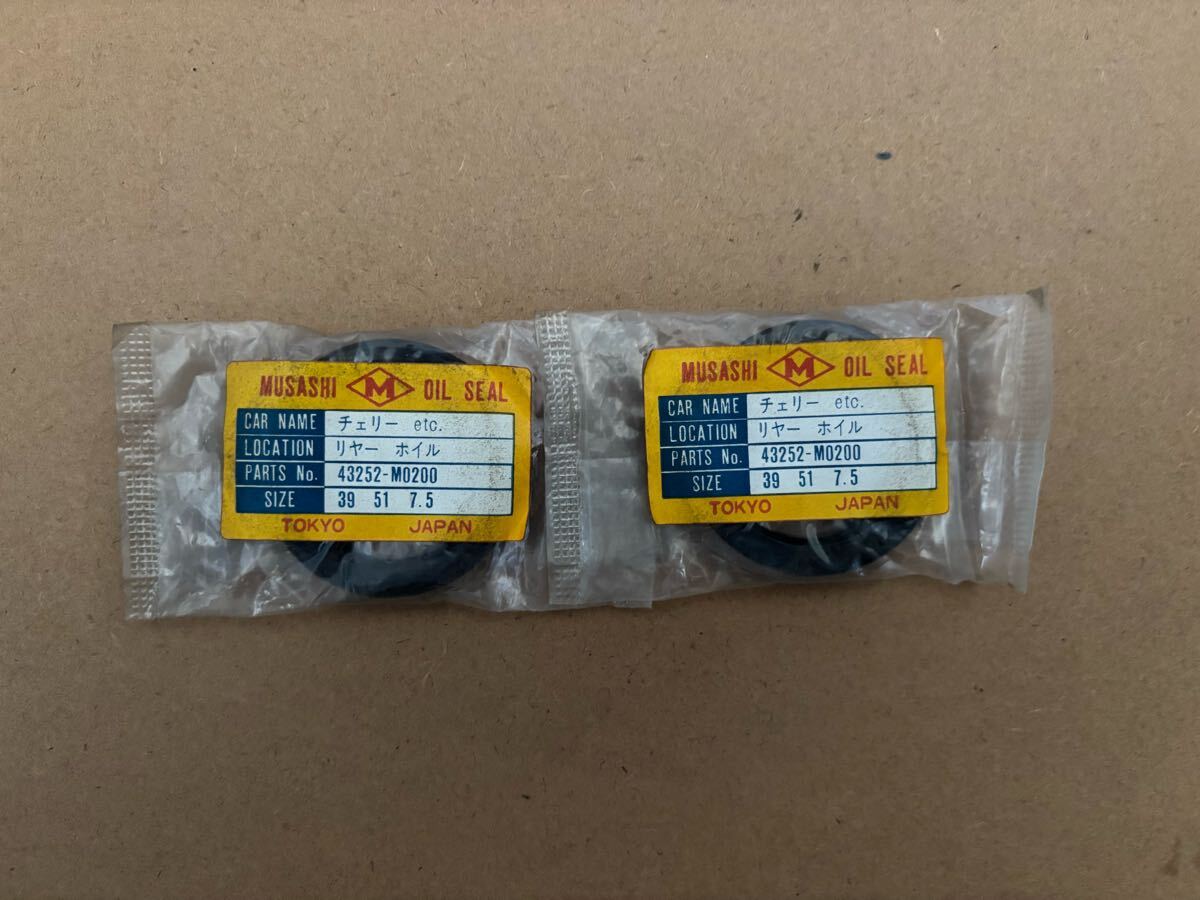 MUSASHI M OIL SEAL
CAR NAME チェリー etc.
LOCATION リヤー ホイル
PARTS No. 43252-M0200
SIZE 39 51 7.5
TOKYO JAPAN
MUSASHI M OIL SEAL
CAR NAME チェリー etc.
LOCATION リヤー ホイル
PARTS No. 43252-M0200
SIZE 39 51 7.5
TOKYO JAPAN